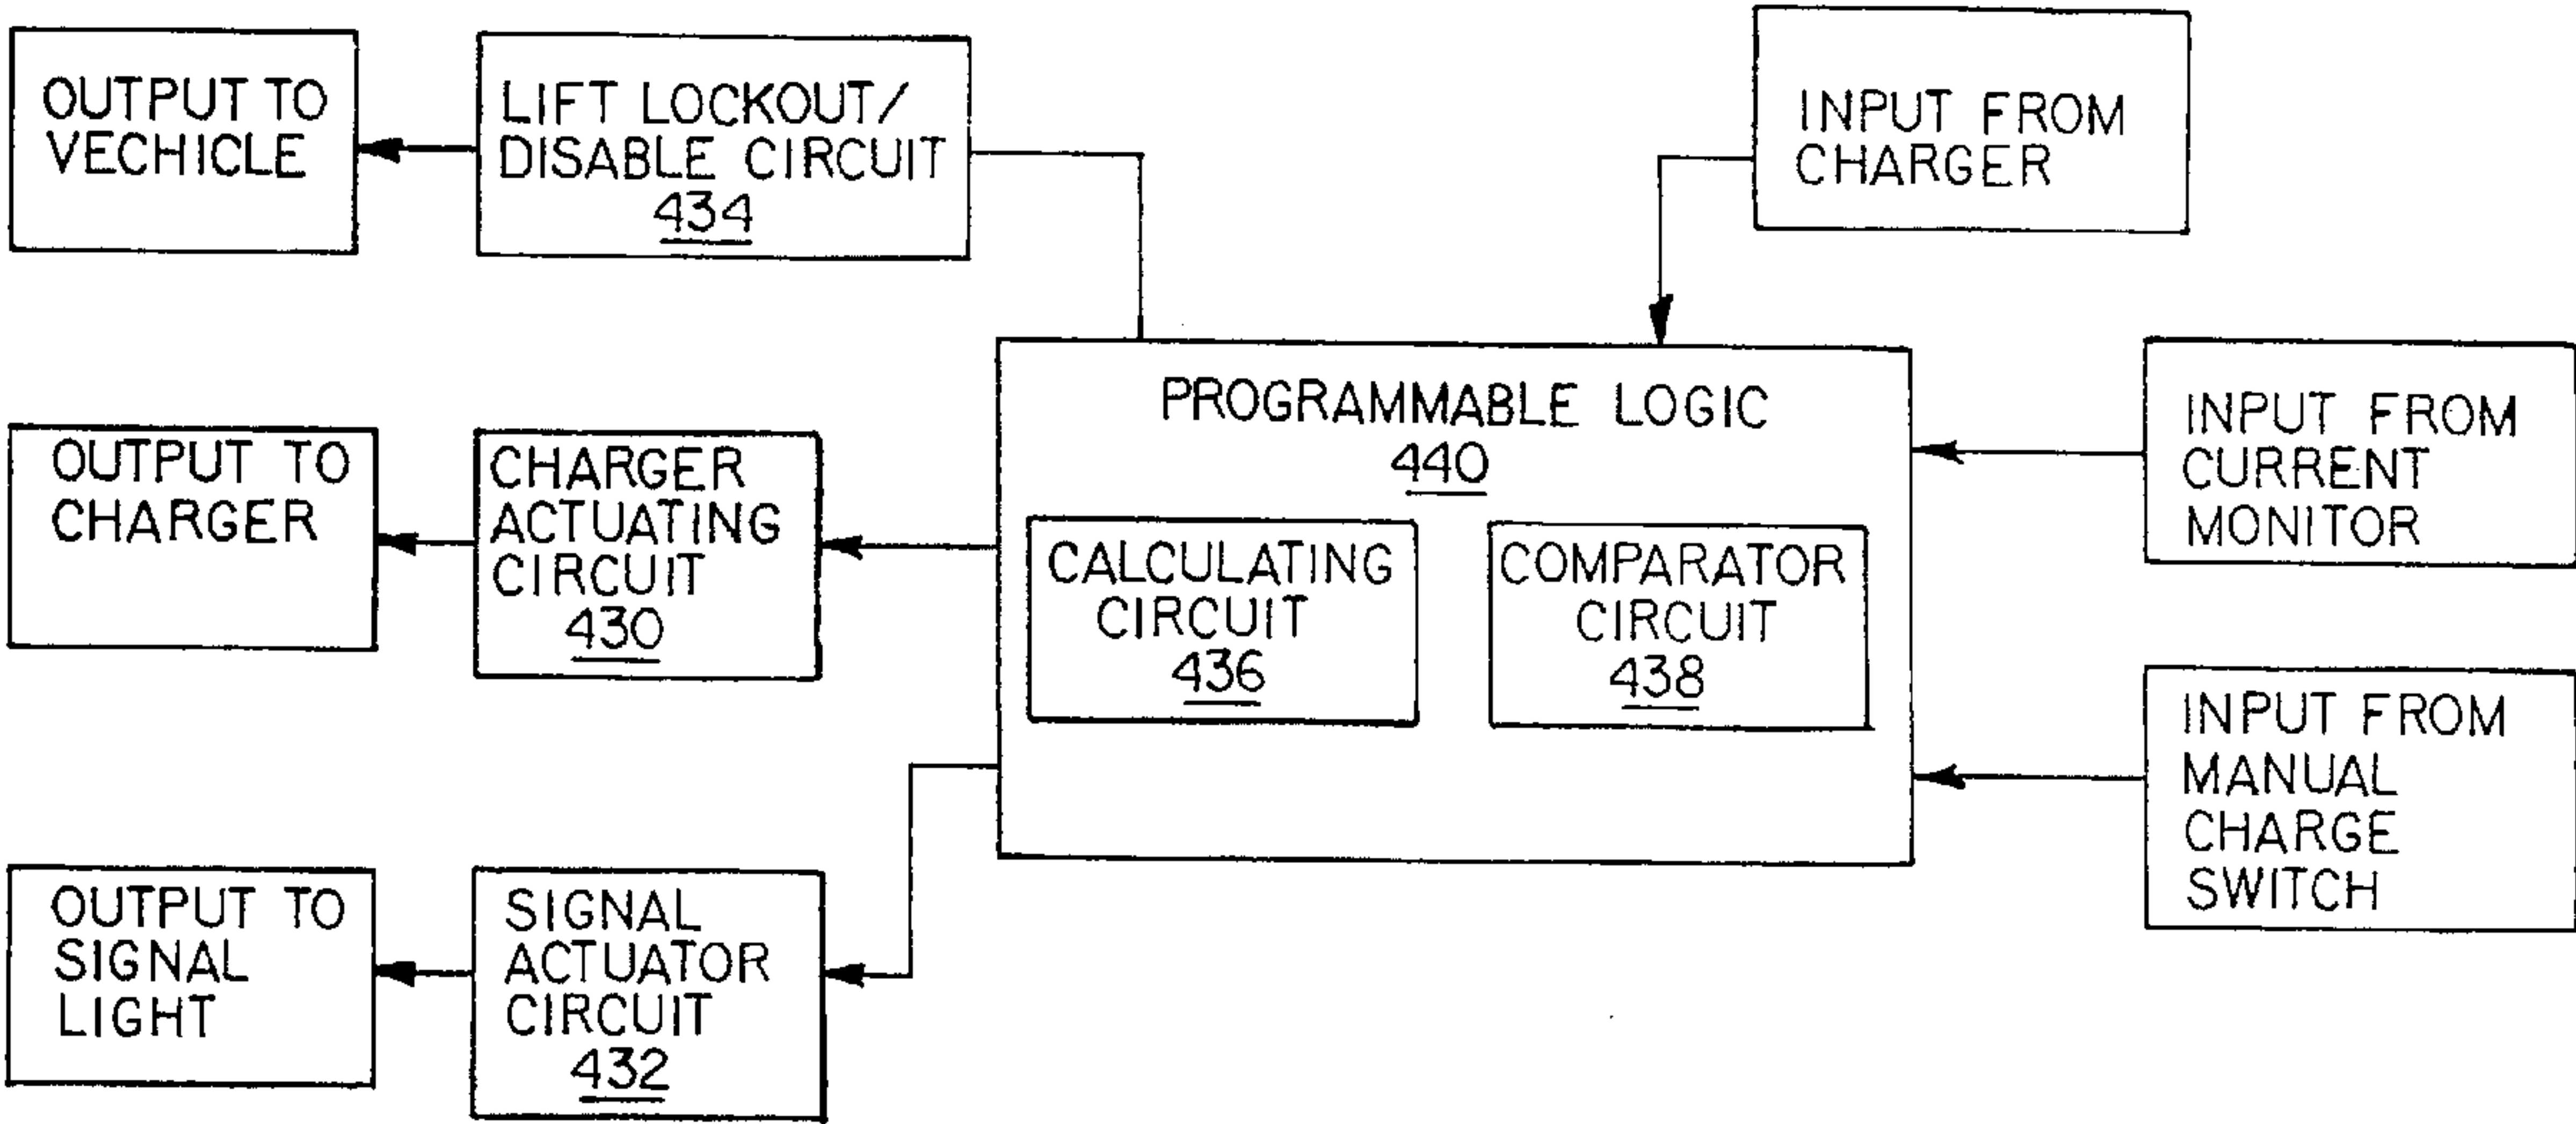 OUTPUT TO
VECHICLE
LIFT LOCKOUT/
DISABLE CIRCUIT
434
INPUT FROM
CHARGER
OUTPUT TO
CHARGER
CHARGER
ACTUATING
CIRCUIT
430
PROGRAMMABLE LOGIC
440
CALCULATING
CIRCUIT
436
COMPARATOR
CIRCUIT
438
INPUT FROM
CURRENT
MONITOR
INPUT FROM
MANUAL
CHARGE
SWITCH
OUTPUT TO
SIGNAL
LIGHT
SIGNAL
ACTUATOR
CIRCUIT
432